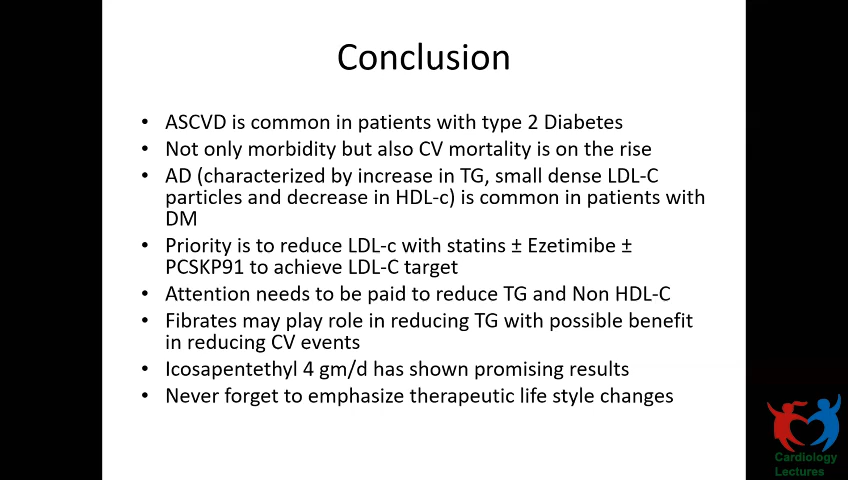 Conclusion
• ASCVD is common in patients with type 2 Diabetes
• Not only morbidity but also CV mortality is on the rise
• AD (characterized by increase in TG, small dense LDL-C
particles and decrease in HDL-c) is common in patients with
DM
• Priority is to reduce LDL-c with statins ± Ezetimibe ±
PCSKP91 to achieve LDL-C target
• Attention needs to be paid to reduce TG and Non HDL-C
• Fibrates may play role in reducing TG with possible benefit
in reducing CV events
• Icosapentethyl 4 gm/d has shown promising results
• Never forget to emphasize therapeutic life style changes
Cardiology
Lectures